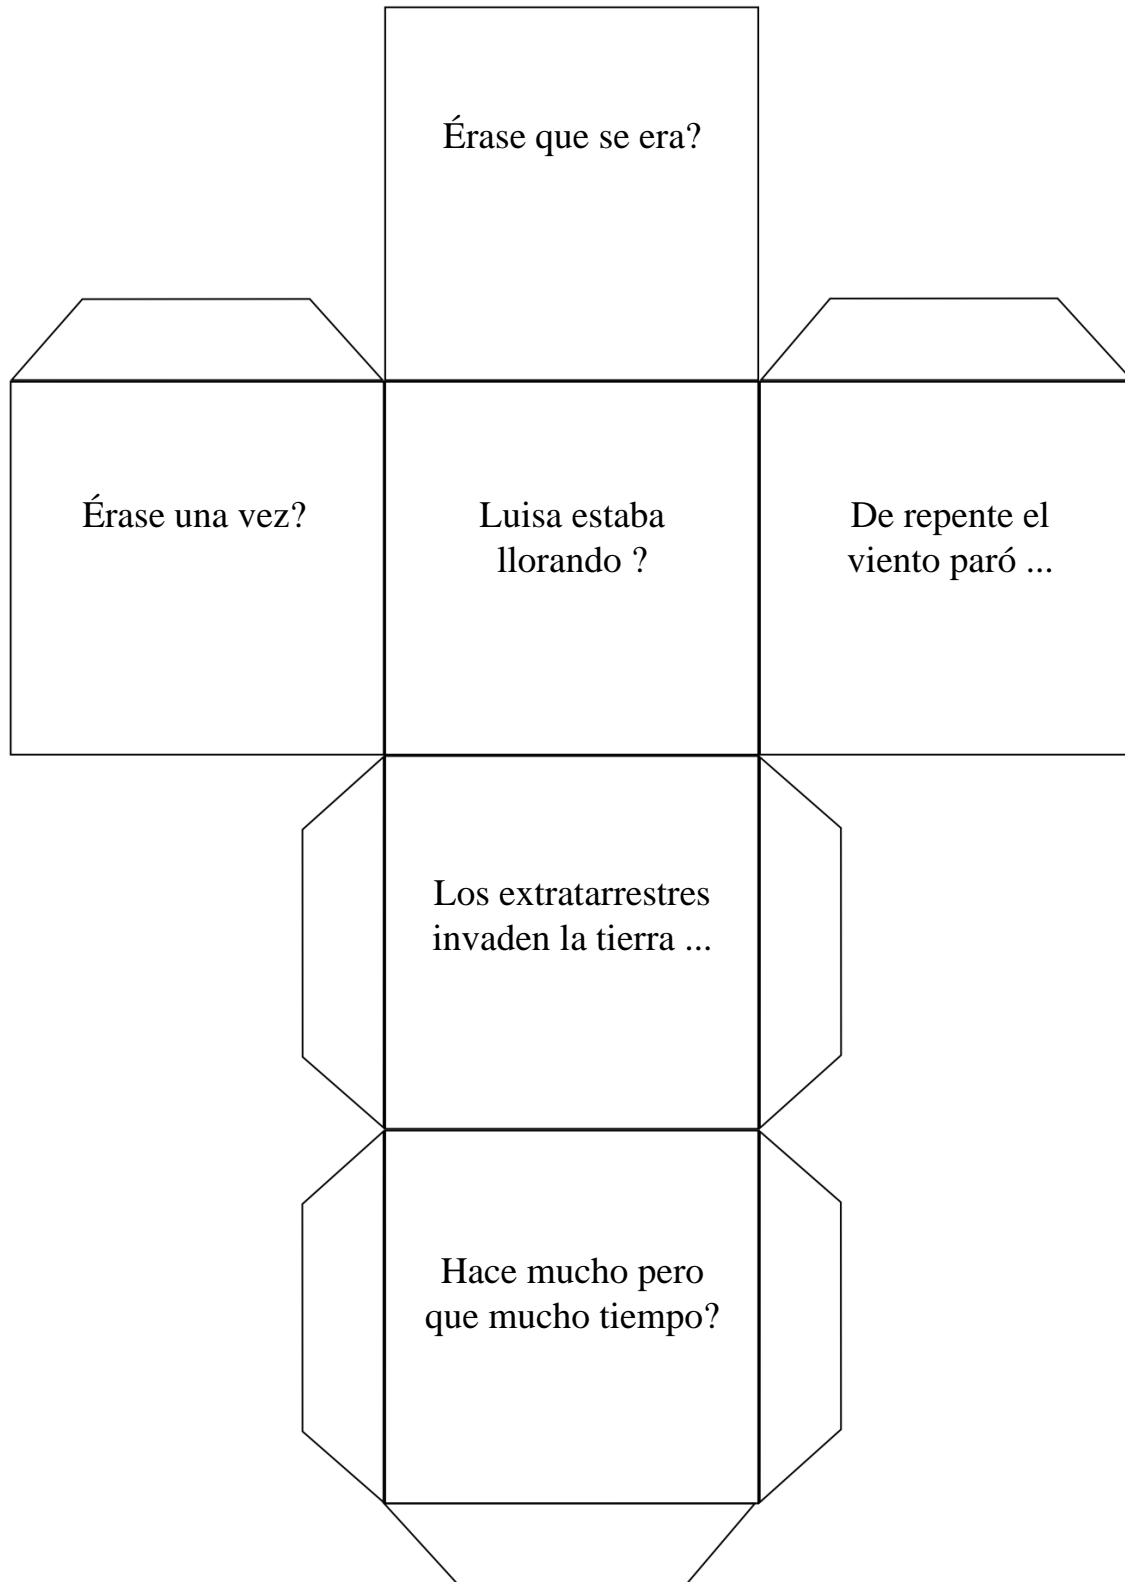 Érase que se era?
Érase una vez?
Luisa estaba
llorando ?
De repente el
viento paró ...
Los extratarrestres
invaden la tierra ...
Hace mucho pero
que mucho tiempo?